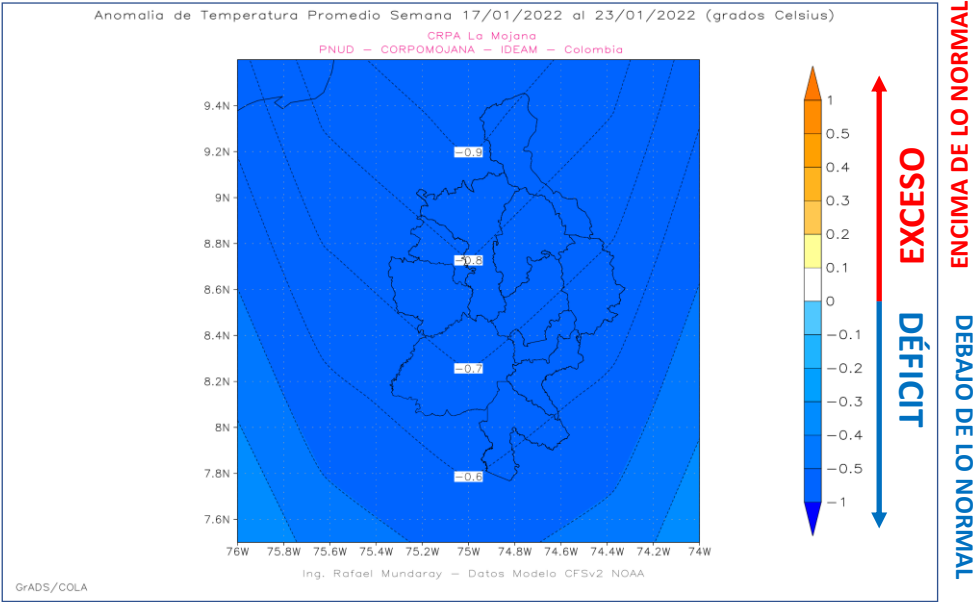 Anomalia de Temperatura Promedio Semana 17/01/2022 al 23/01/2022 (grados Celsius)
CRPA La Mojana
PNUD – CORPOMOJANA – IDEAM – Colombia
9.4N
9.2N
9N
8.8N
8.6N
8.4N
8.2N
8N
7.8N
7.6N
−0.9
−0.8
−0.7
−0.6
76W
75.8W
75.6W
75.4W
75.2W
75W
74.8W
74.6W
74.4W
74.2W
74W
1
0.5
0.4
0.3
0.2
0.1
0
−0.1
−0.2
−0.3
−0.4
−0.5
−1
EXCESO
DÉFICIT
ENCIMA DE LO NORMAL
DEBAJO DE LO NORMAL
Ing. Rafael Mundaray – Datos Modelo CFSv2 NOAA
GrADS/COLA